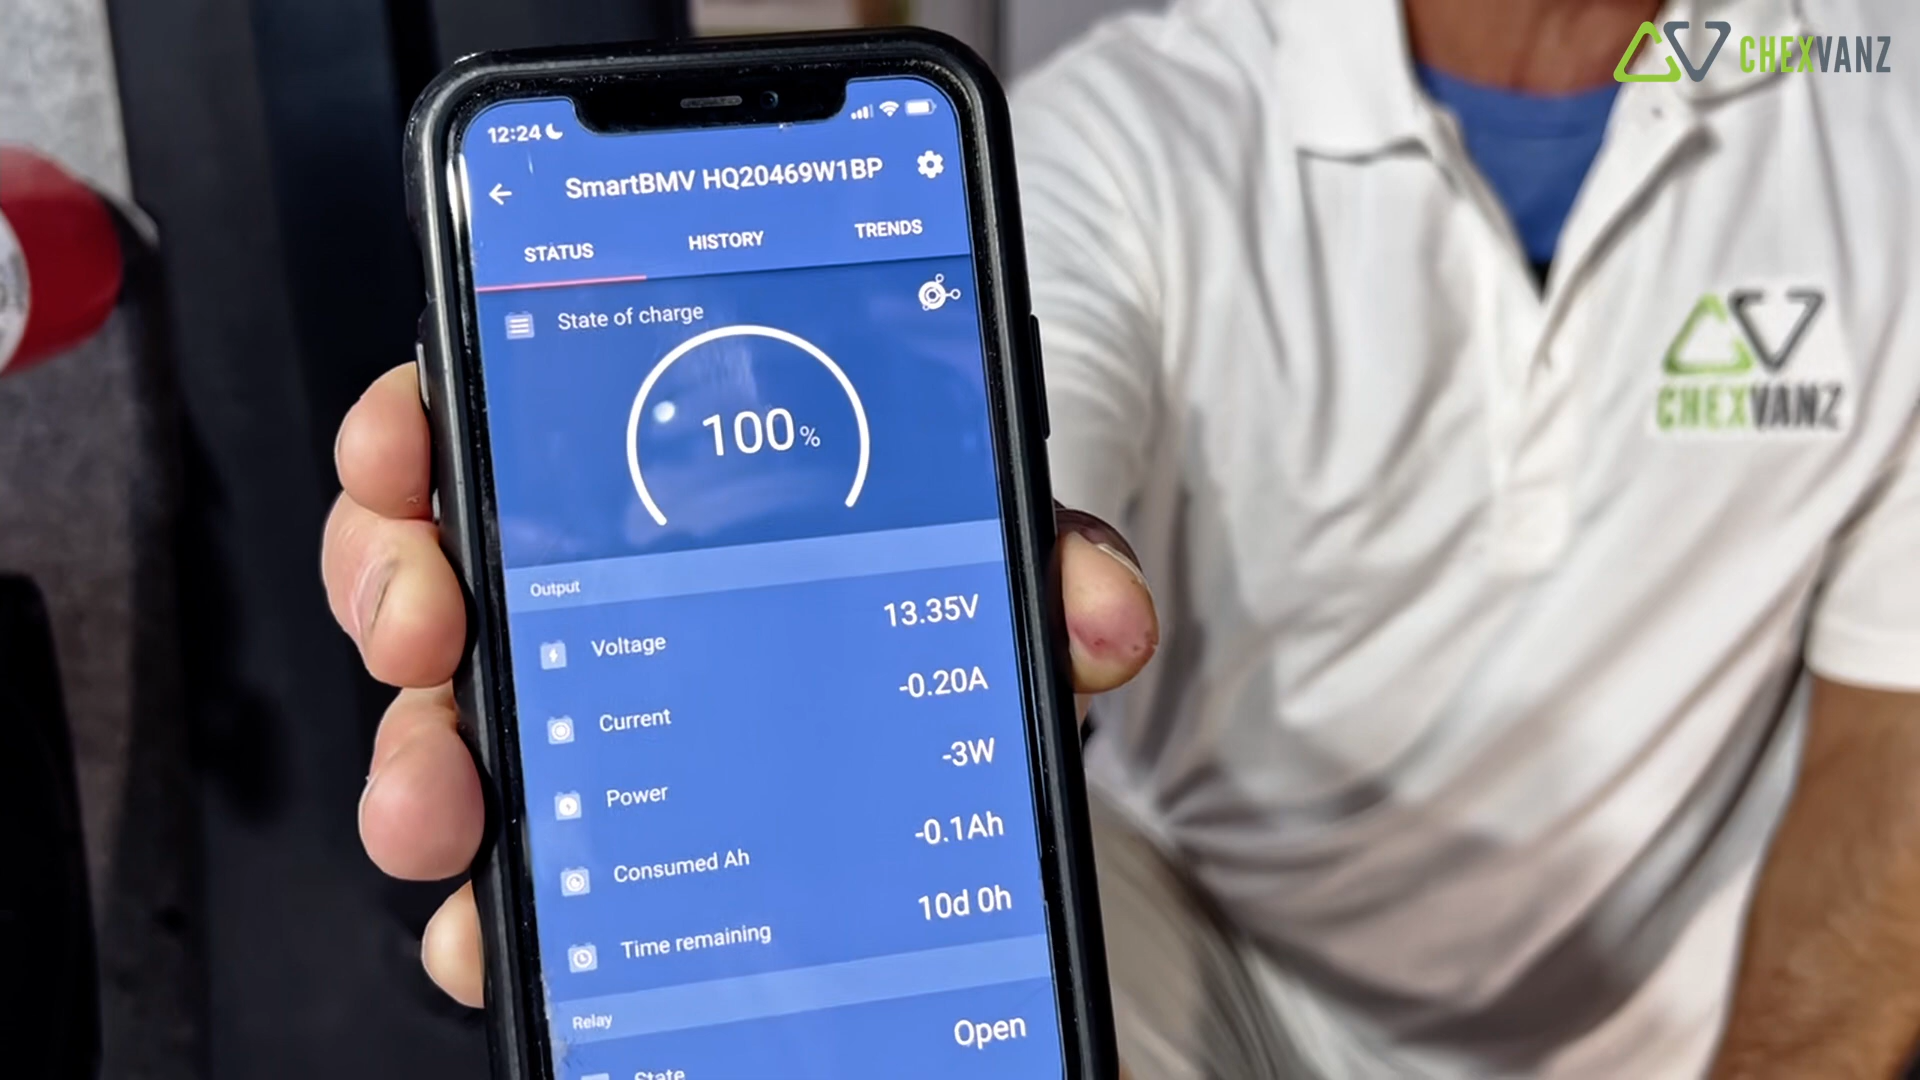 CHEXVANZ
12:24
SmartBMV HQ20469W1BP
STATUS HISTORY TRENDS
State of charge
100%
Output
Voltage 13.35V
Current -0.20A
Power -3W
Consumed Ah -0.1Ah
Time remaining 10d 0h
Relay
State Open
CHEXVANZ